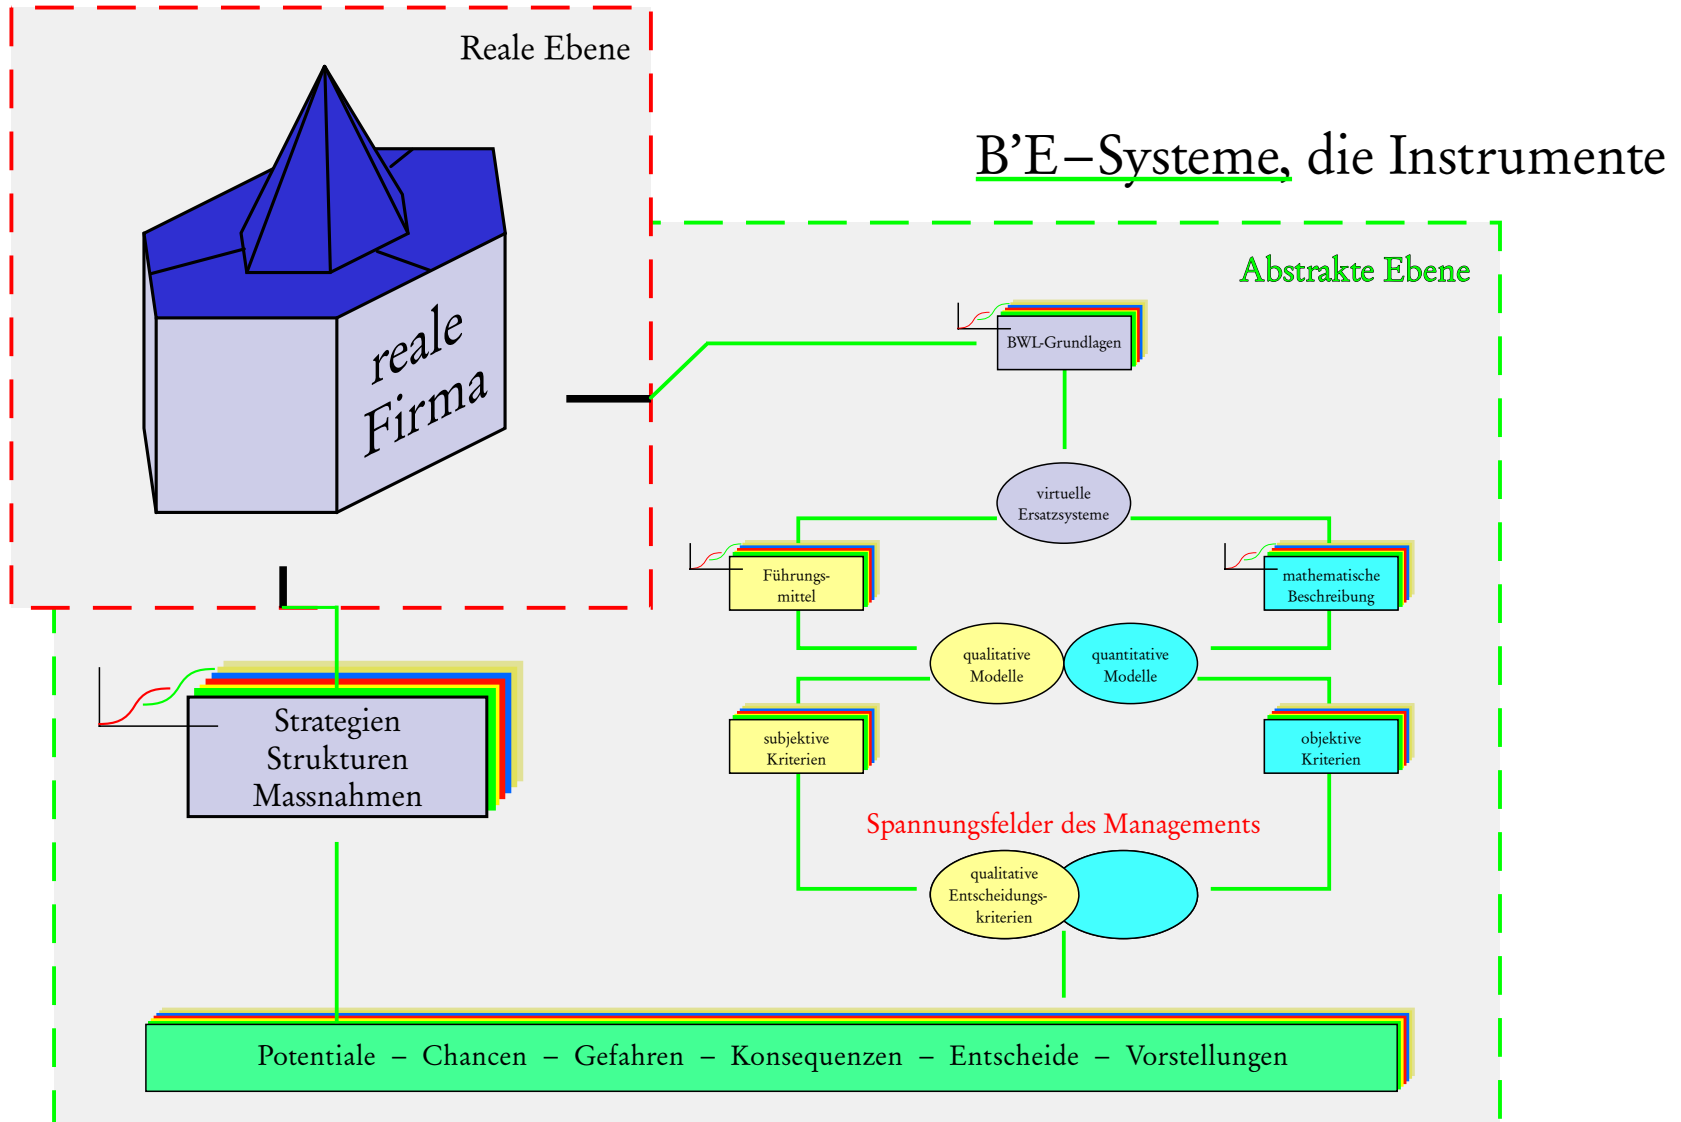 Reale Ebene
B’E–Systeme, die Instrumente
Abstrakte Ebene
reale
Firma
BWL-Grundlagen
virtuelle
Ersatzsysteme
Führungs-
mittel
mathematische
Beschreibung
qualitative
Modelle
quantitative
Modelle
Strategien
Strukturen
Massnahmen
subjektive
Kriterien
objektive
Kriterien
Spannungsfelder des Managements
qualitative
Entscheidungs-
kriterien
Potentiale – Chancen – Gefahren – Konsequenzen – Entscheide – Vorstellungen